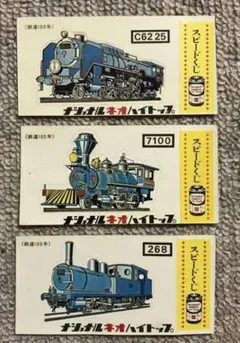 (鉄道100年)
C62 25
スピードくじ
ナショナルネオハイトップ。
(鉄道100年)
7100
スピードくじ
ナショナルネオハイトップ。
(鉄道100年)
268
スピードくじ
ナショナルネオハイトップ。